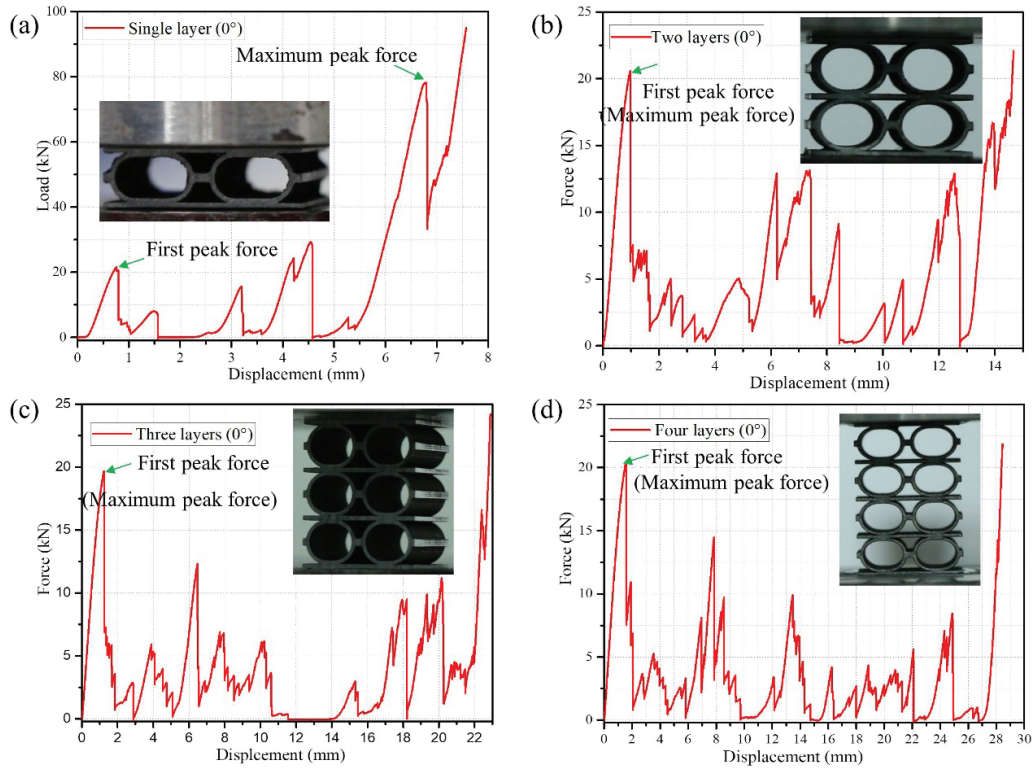 (a)
Single layer (0°)
Maximum peak force
First peak force
Load (kN)
100
80
60
40
20
0
0 1 2 3 4 5 6 7 8
Displacement (mm)
(b)
Two layers (0°)
First peak force
(Maximum peak force)
Force (kN)
25
20
15
10
5
0
0 2 4 6 8 10 12 14
Displacement (mm)
(c)
Three layers (0°)
First peak force
(Maximum peak force)
Force (kN)
25
20
15
10
5
0
0 2 4 6 8 10 12 14 16 18 20 22
Displacement (mm)
(d)
Four layers (0°)
First peak force
(Maximum peak force)
Force (kN)
25
20
15
10
5
0
0 2 4 6 8 10 12 14 16 18 20 22 24 26 28 30
Displacement (mm)